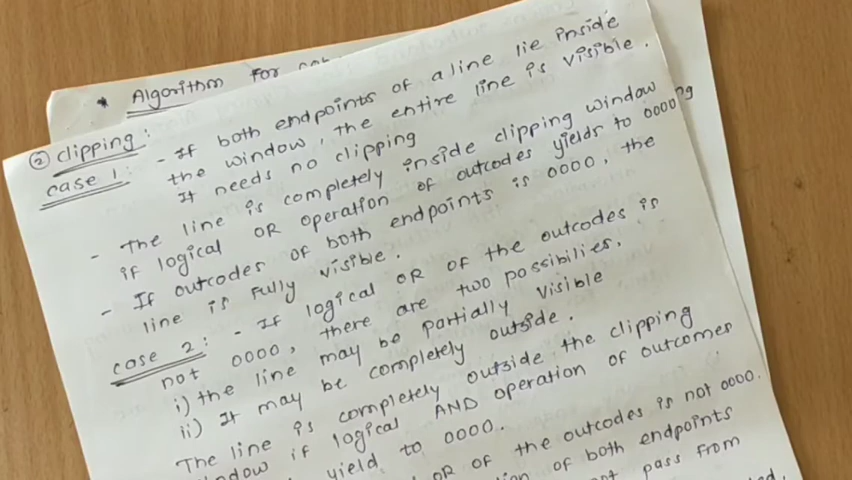 * Algorithm for
② clipping:
case 1: - If both endpoints of a line lie inside
the window, the entire line is visible.
It needs no clipping
- The line is completely inside clipping window
if logical OR operation of outcodes yields to 0000
- If outcodes of both endpoints is 0000, the
line is fully visible.
case 2: - If logical OR of the outcodes is
not 0000, there are two possibilies.
i) the line may be partially visible
ii) It may be completely outside.
The line is completely outside the clipping
window if logical AND operation of outcomes
yield to 0000.
OR of the outcodes is not 0000.
of both endpoints
pass from